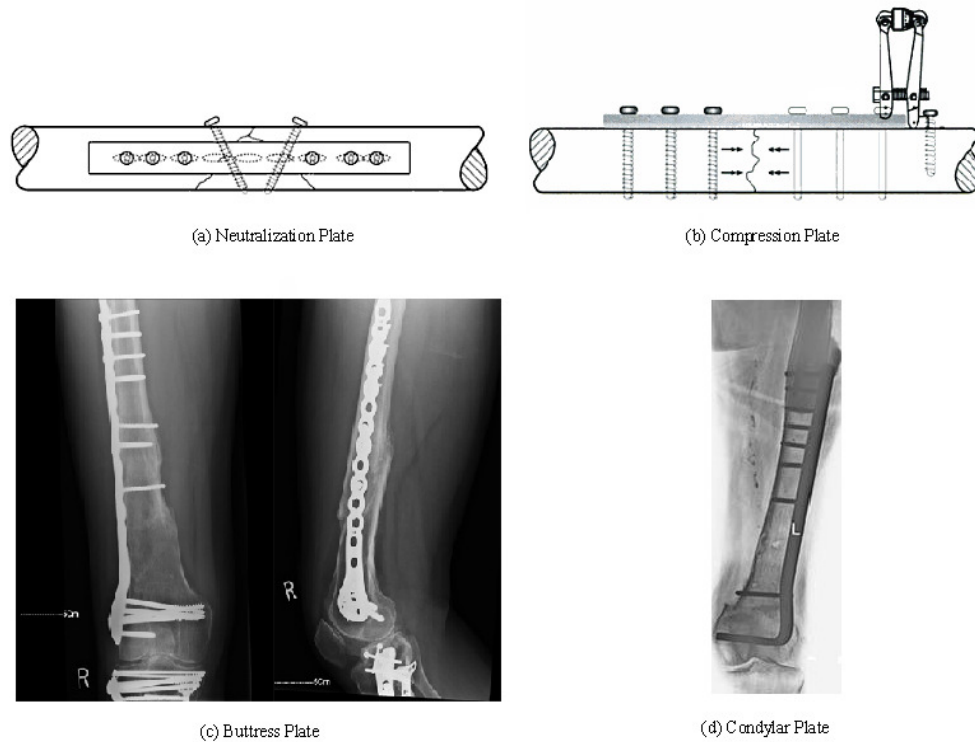 (a) Neutralization Plate
(b) Compression Plate
R
R
(c) Buttress Plate
L
(d) Condylar Plate